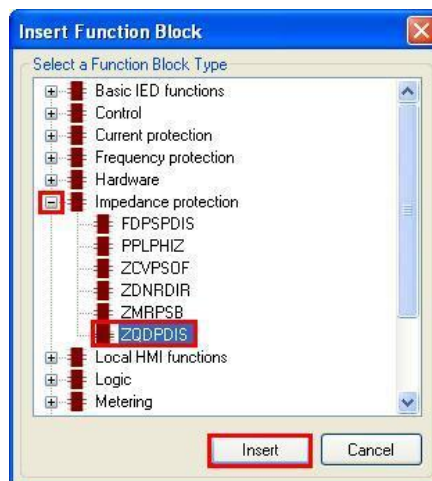 Insert Function Block
Select a Function Block Type
Basic IED functions
Control
Current protection
Frequency protection
Hardware
Impedance protection
FDPSPDIS
PPLPHIZ
ZCVPSOF
ZDNRDIR
ZMRPSB
ZQDPDIS
Local HMI functions
Logic
Metering
Insert Cancel